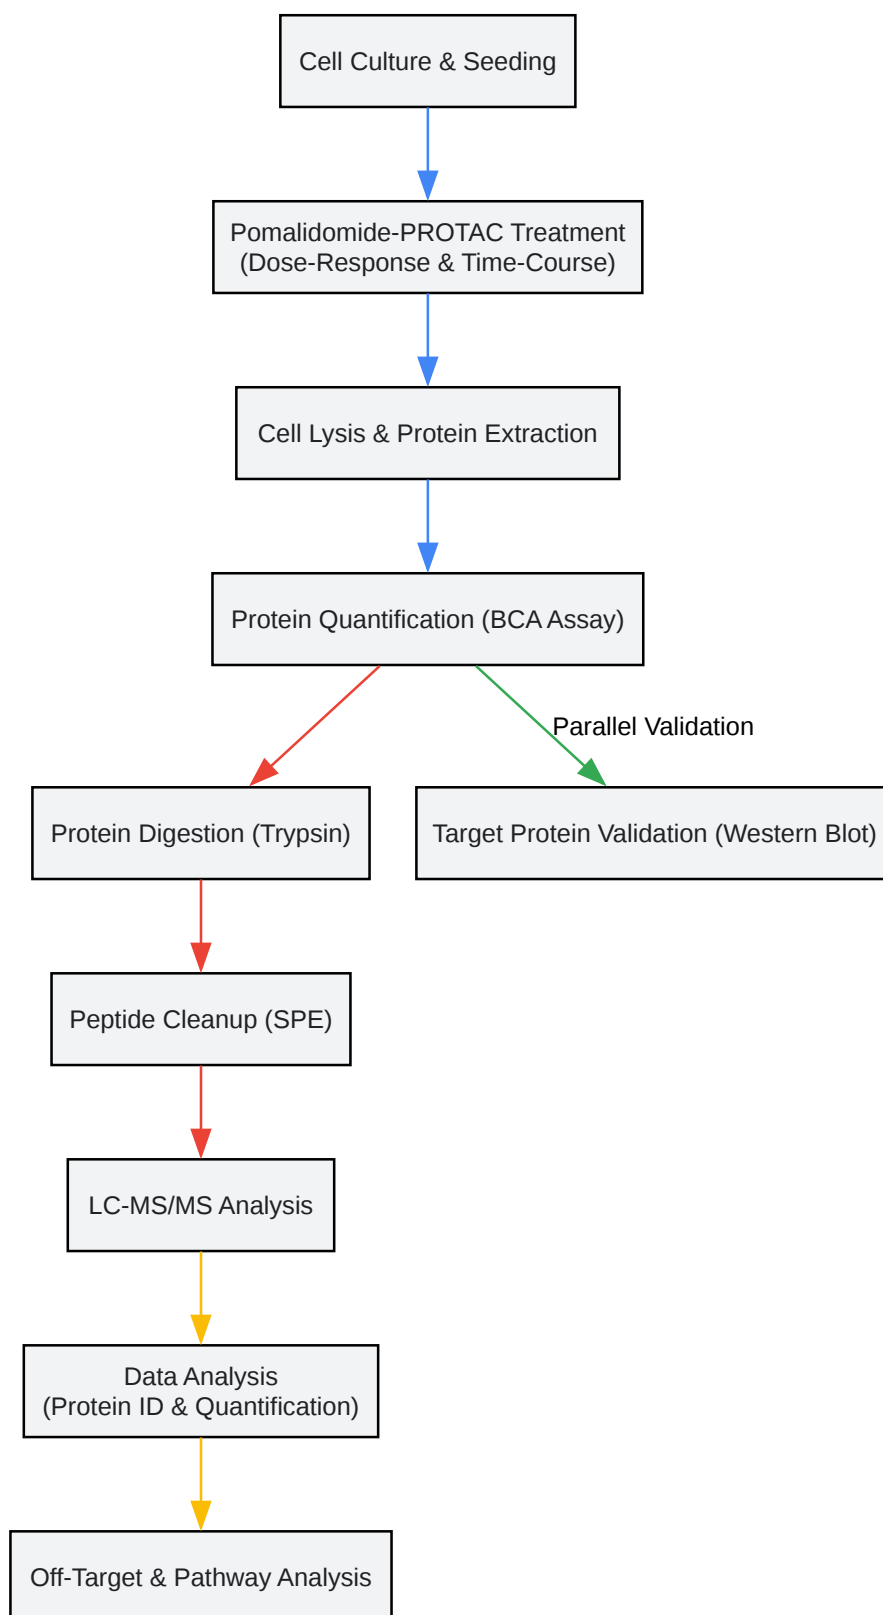 Cell Culture & Seeding
Pomalidomide-PROTAC Treatment
(Dose-Response & Time-Course)
Cell Lysis & Protein Extraction
Protein Quantification (BCA Assay)
Parallel Validation
Protein Digestion (Trypsin)
Target Protein Validation (Western Blot)
Peptide Cleanup (SPE)
LC-MS/MS Analysis
Data Analysis
(Protein ID & Quantification)
Off-Target & Pathway Analysis